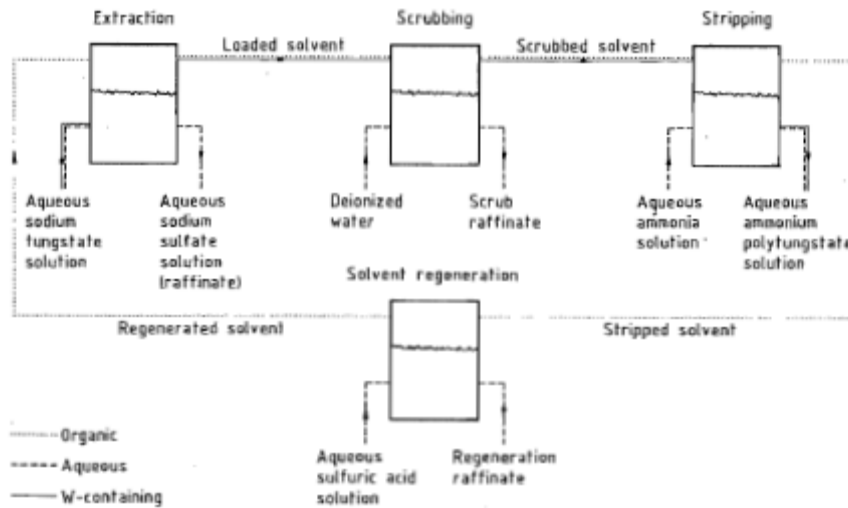 Extraction
Scrubbing
Stripping
Loaded solvent
Scrubbed solvent
Aqueous
sodium
tungstate
solution
Aqueous
sodium
sulfate
solution
(raffinate)
Deionized
water
Scrub
raffinate
Aqueous
ammonia
solution
Aqueous
ammonium
polytungstate
solution
Solvent regeneration
Regenerated solvent
Stripped solvent
Aqueous
sulfuric acid
solution
Regeneration
raffinate
Organic
Aqueous
W-containing